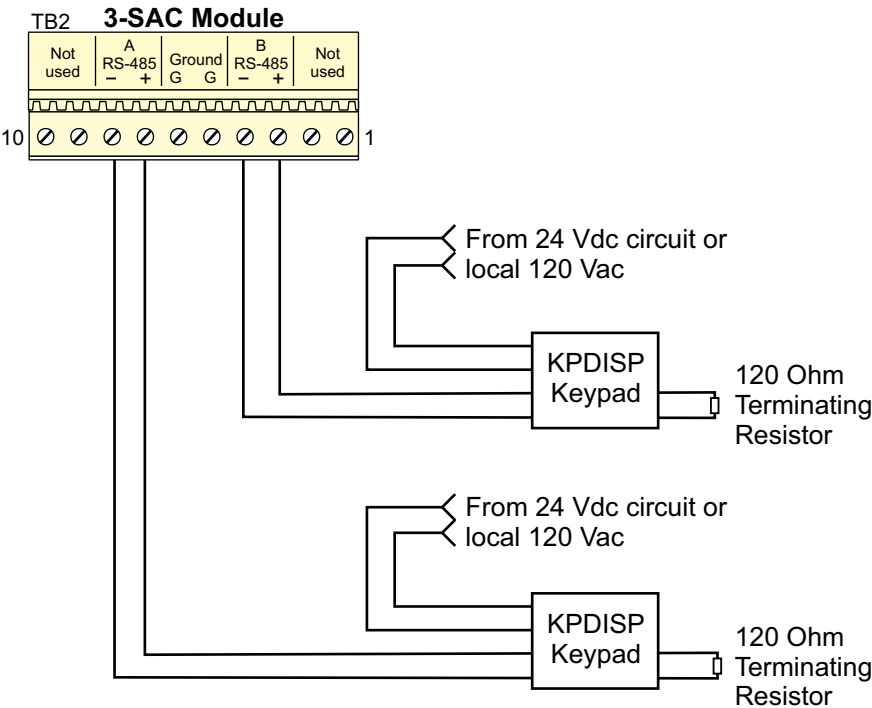 TB2 3-SAC Module
Not used
A RS-485 − +
Ground G G
B RS-485 − +
Not used
10 1
From 24 Vdc circuit or
local 120 Vac
KPDISP
Keypad
120 Ohm
Terminating
Resistor
From 24 Vdc circuit or
local 120 Vac
KPDISP
Keypad
120 Ohm
Terminating
Resistor